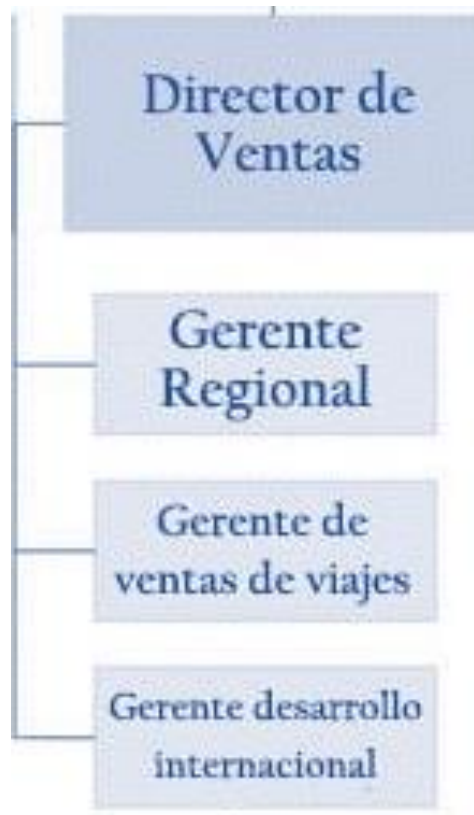 Director de
Ventas
Gerente
Regional
Gerente de
ventas de viajes
Gerente desarrollo
internacional